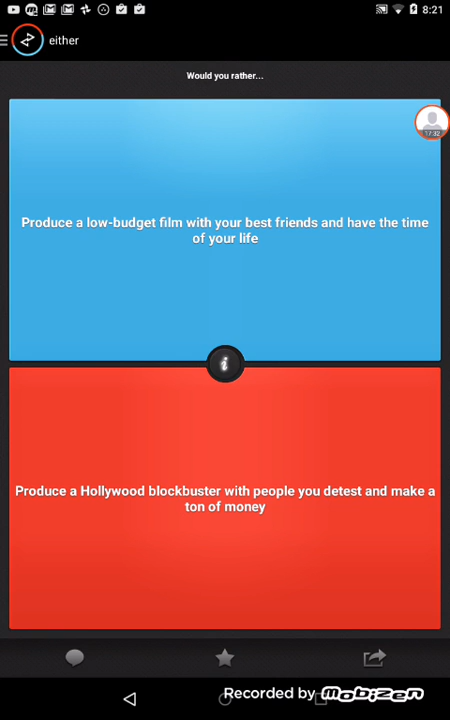 8:21
either
Would you rather...
17:32
Produce a low-budget film with your best friends and have the time
of your life
i
Produce a Hollywood blockbuster with people you detest and make a
ton of money
Recorded by Mobizen